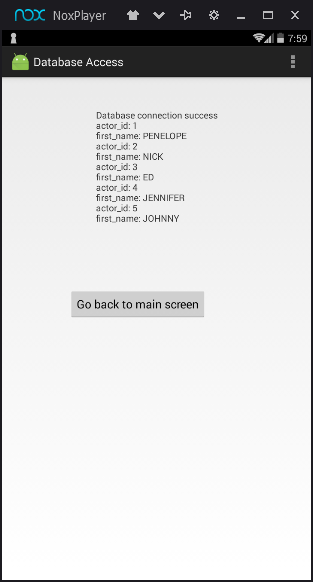 nox NoxPlayer
7:59
Database Access
Database connection success
actor_id: 1
first_name: PENELOPE
actor_id: 2
first_name: NICK
actor_id: 3
first_name: ED
actor_id: 4
first_name: JENNIFER
actor_id: 5
first_name: JOHNNY
Go back to main screen